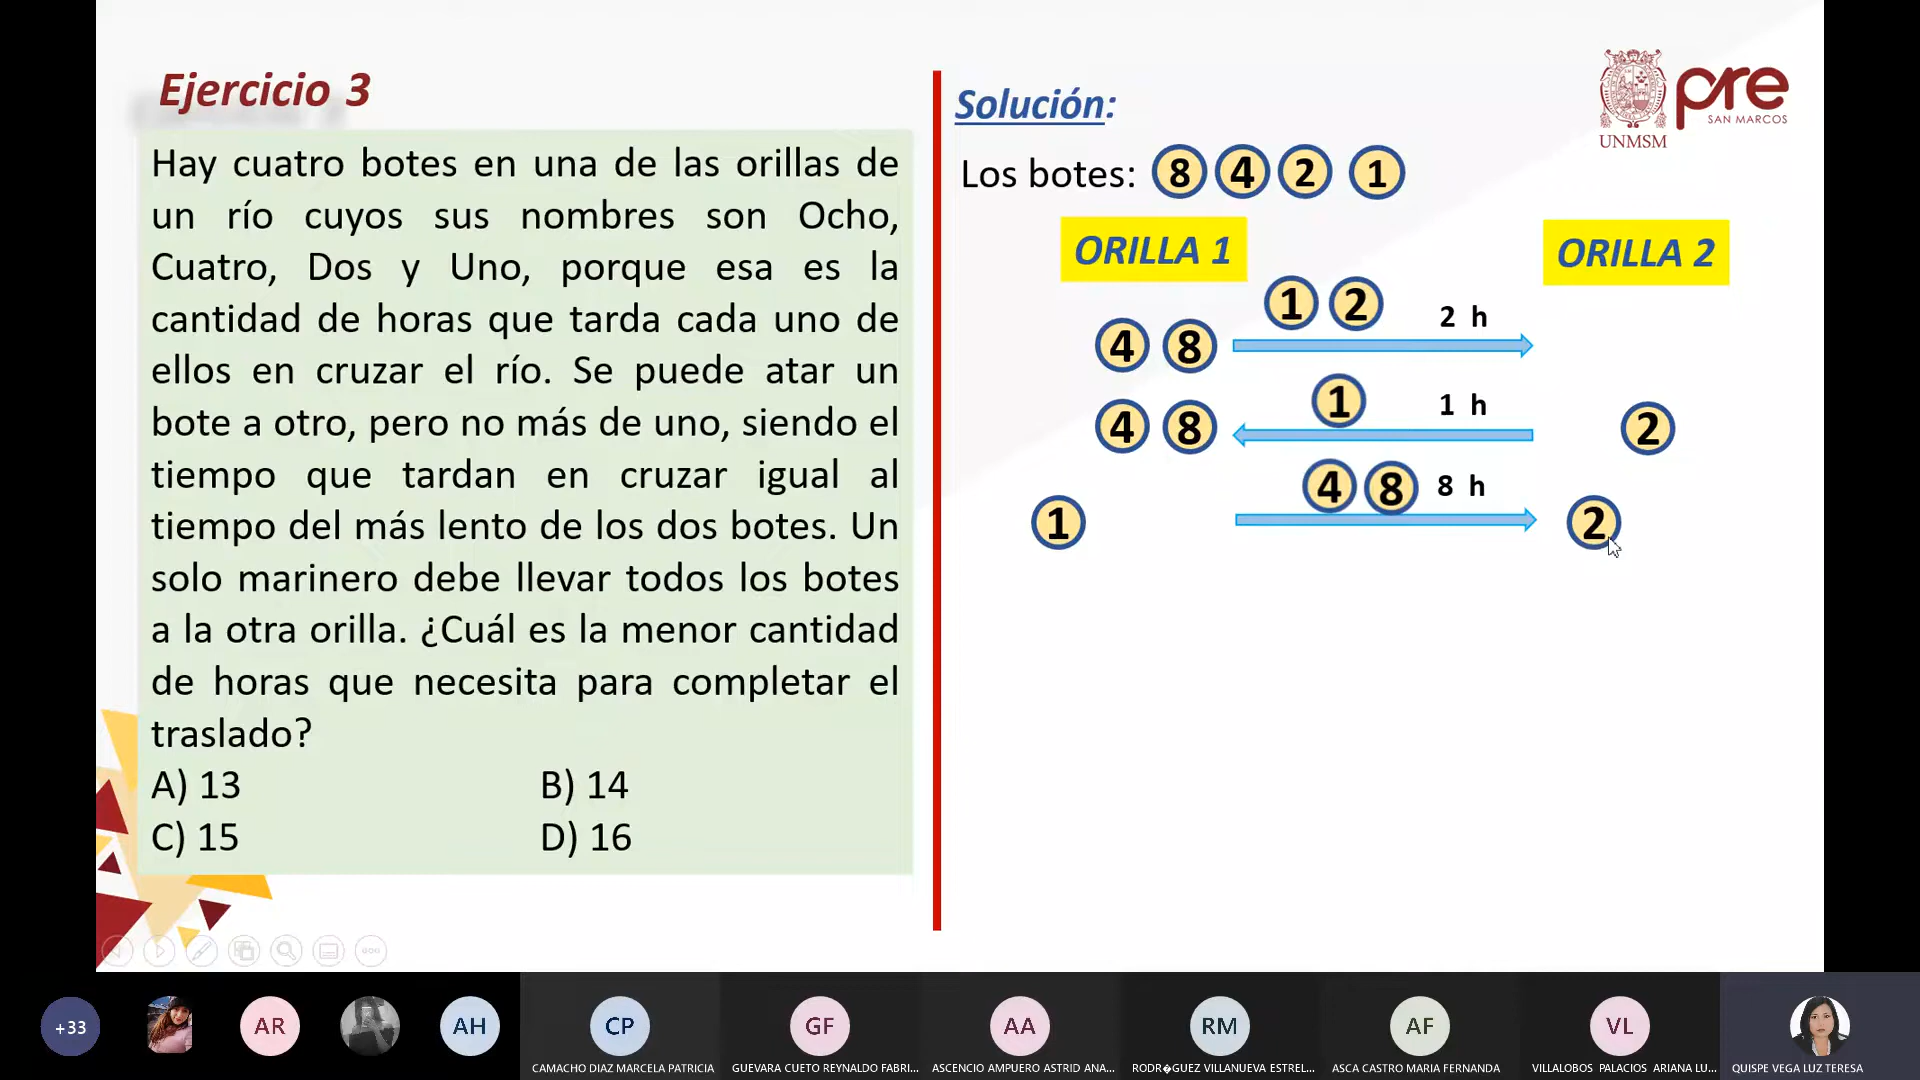 Ejercicio 3
Hay cuatro botes en una de las orillas de
un río cuyos sus nombres son Ocho,
Cuatro, Dos y Uno, porque esa es la
cantidad de horas que tarda cada uno de
ellos en cruzar el río. Se puede atar un
bote a otro, pero no más de uno, siendo el
tiempo que tardan en cruzar igual al
tiempo del más lento de los dos botes. Un
solo marinero debe llevar todos los botes
a la otra orilla. ¿Cuál es la menor cantidad
de horas que necesita para completar el
traslado?
A) 13 B) 14
C) 15 D) 16
Solución:
UNMSM
pre
SAN MARCOS
Los botes: 8 4 2 1
ORILLA 1 ORILLA 2
1 2 2 h
4 8
1 1 h
4 8 2
4 8 8 h
1 2
+33 AR AH CP GF AA RM AF VL
CAMACHO DIAZ MARCELA PATRICIA GUEVARA CUETO REYNALDO FABRI... ASCENCIO AMPUERO ASTRID ANA... RODR�GUEZ VILLANUEVA ESTREL... ASCA CASTRO MARIA FERNANDA VILLALOBOS PALACIOS ARIANA LU... QUISPE VEGA LUZ TERESA